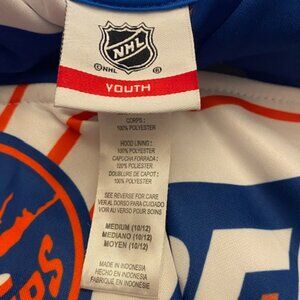 NHL
©NHL ®
YOUTH
CORPS :
100% POLYESTER
HOOD LINING :
100% POLYESTER
CAPUCHA FORRADA :
100% POLIESTER
DOUBLURE DE CAPOT :
100% POLYESTER
SEE REVERSE FOR CARE
VER AL DORSO PARA CUIDADO
VOIR AU VERSO POUR SOIN
MEDIUM (10/12)
MEDIANO (10/12)
MOYEN (10/12)
MADE IN INDONESIA
HECHO EN INDONESIA
FABRIQUÉ EN INDONESIE